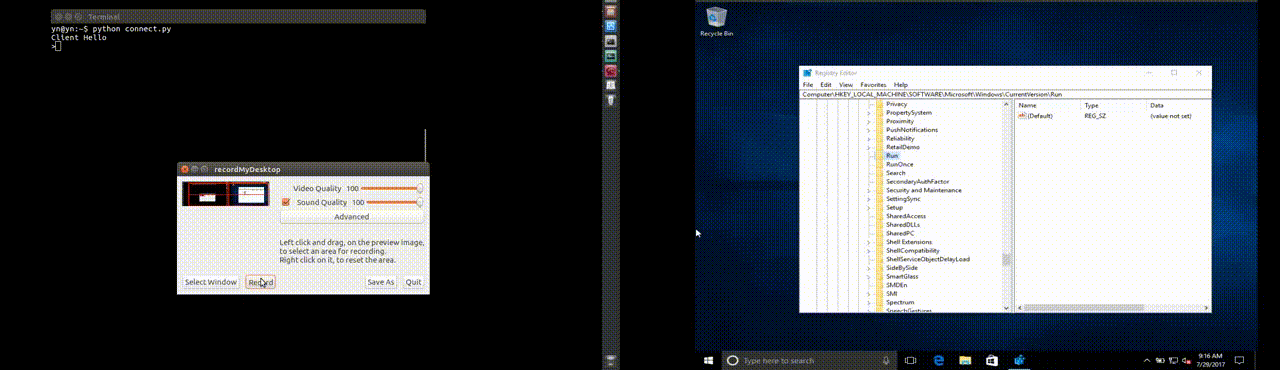 Terminal
yn@yn:~$ python connect.py
Client Hello
>
recordMyDesktop
Video Quality 100
Sound Quality 100
Advanced
Left click and drag, on the preview image,
to select an area for recording.
Right click on it, to reset the area.
Select Window Record Save As Quit
Recycle Bin
Registry Editor
File Edit View Favorites Help
Computer\HKEY_LOCAL_MACHINE\SOFTWARE\Microsoft\Windows\CurrentVersion\Run
Privacy
PropertySystem
Proximity
PushNotifications
Reliability
RetailDemo
Run
RunOnce
Search
SecondaryAuthFactor
Security and Maintenance
SettingSync
Setup
SharedAccess
SharedDLLs
SharedPC
Shell Extensions
ShellCompatibility
ShellServiceObjectDelayLoad
SideBySide
SmartGlass
SMDEn
SMI
Spectrum
SpeechGestures
Name Type Data
(Default) REG_SZ (value not set)
Type here to search
9:16 AM
7/29/2017